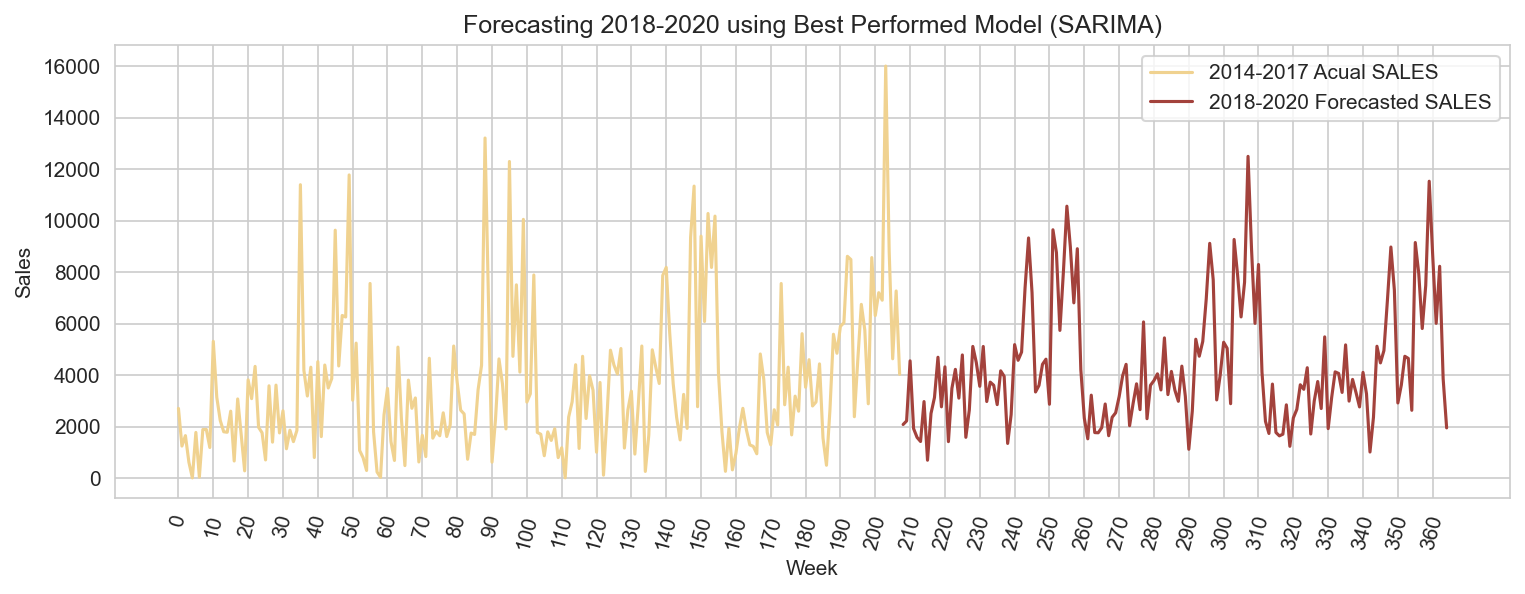 Forecasting 2018-2020 using Best Performed Model (SARIMA)
2014-2017 Acual SALES
2018-2020 Forecasted SALES
Sales
16000
14000
12000
10000
8000
6000
4000
2000
0
0 10 20 30 40 50 60 70 80 90 100 110 120 130 140 150 160 170 180 190 200 210 220 230 240 250 260 270 280 290 300 310 320 330 340 350 360
Week